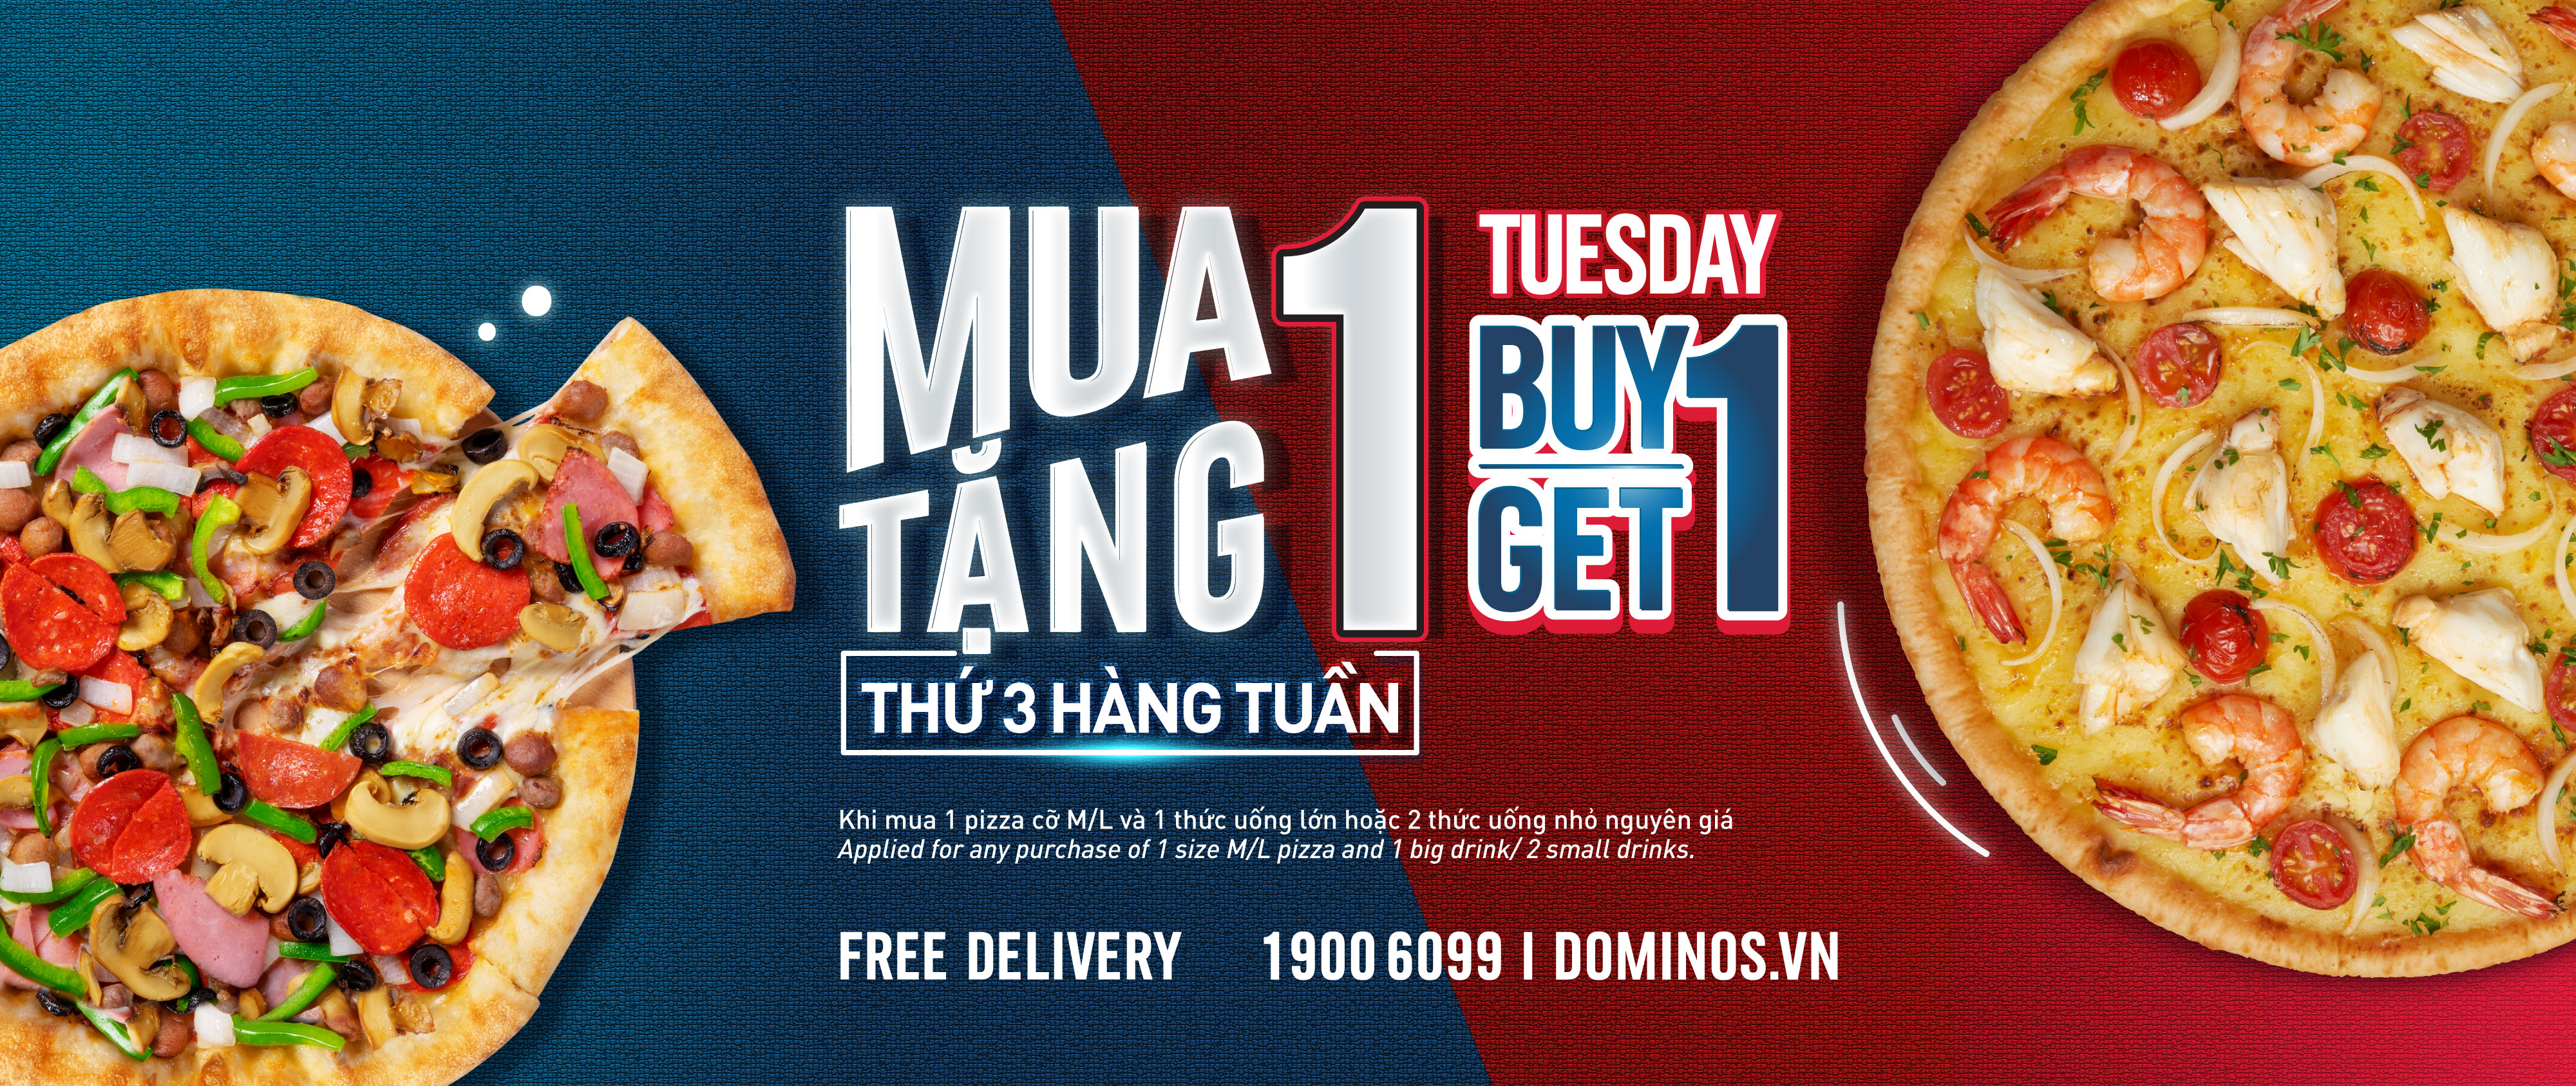 MUA 1
TẶNG
THỨ 3 HÀNG TUẦN
TUESDAY
BUY 1
GET
Khi mua 1 pizza cỡ M/L và 1 thức uống lớn hoặc 2 thức uống nhỏ nguyên giá
Applied for any purchase of 1 size M/L pizza and 1 big drink/ 2 small drinks.
FREE DELIVERY 1900 6099 I DOMINOS.VN